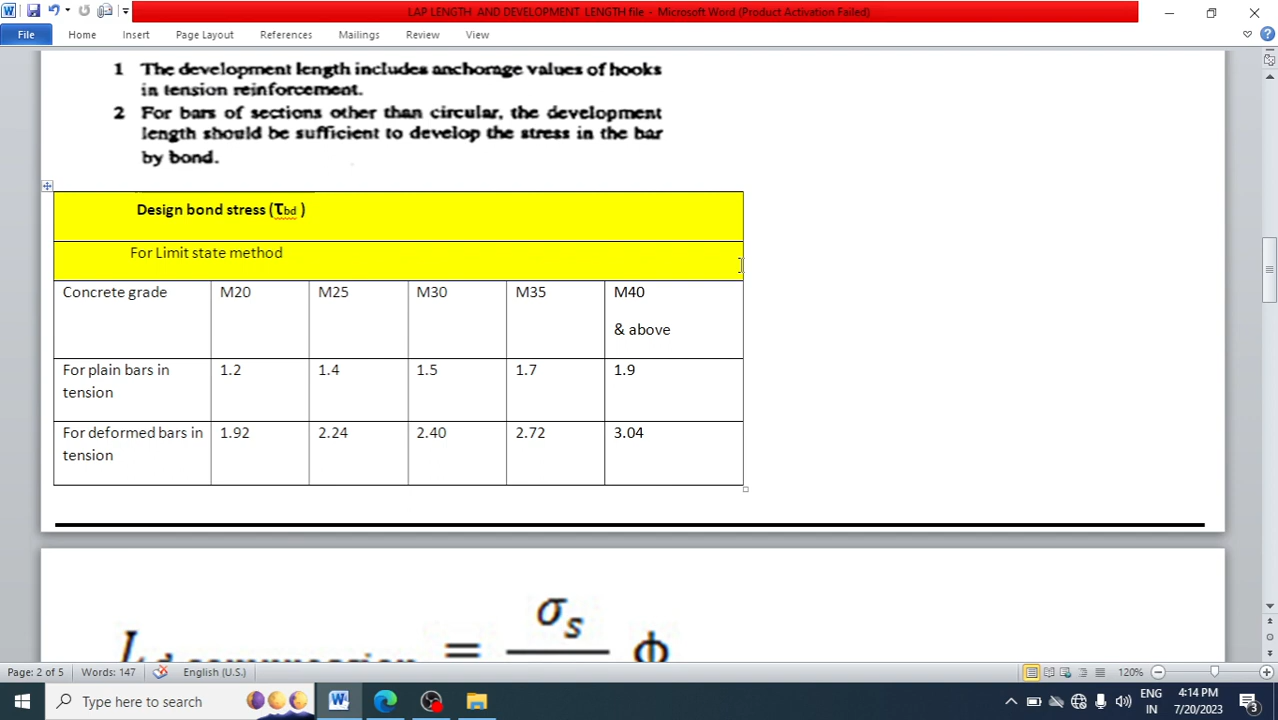 LAP LENGTH AND DEVELOPMENT LENGTH file - Microsoft Word (Product Activation Failed)
File Home Insert Page Layout References Mailings Review View
1 The development length includes anchorage values of hooks
in tension reinforcement.
2 For bars of sections other than circular, the development
length should be sufficient to develop the stress in the bar
by bond.
Design bond stress (τbd )
For Limit state method
Concrete grade M20 M25 M30 M35 M40
& above
For plain bars in
tension 1.2 1.4 1.5 1.7 1.9
For deformed bars in
tension 1.92 2.24 2.40 2.72 3.04
σs
= Φ
Page: 2 of 5 Words: 147 English (U.S.) 120%
Type here to search
ENG
IN
4:14 PM
7/20/2023
3